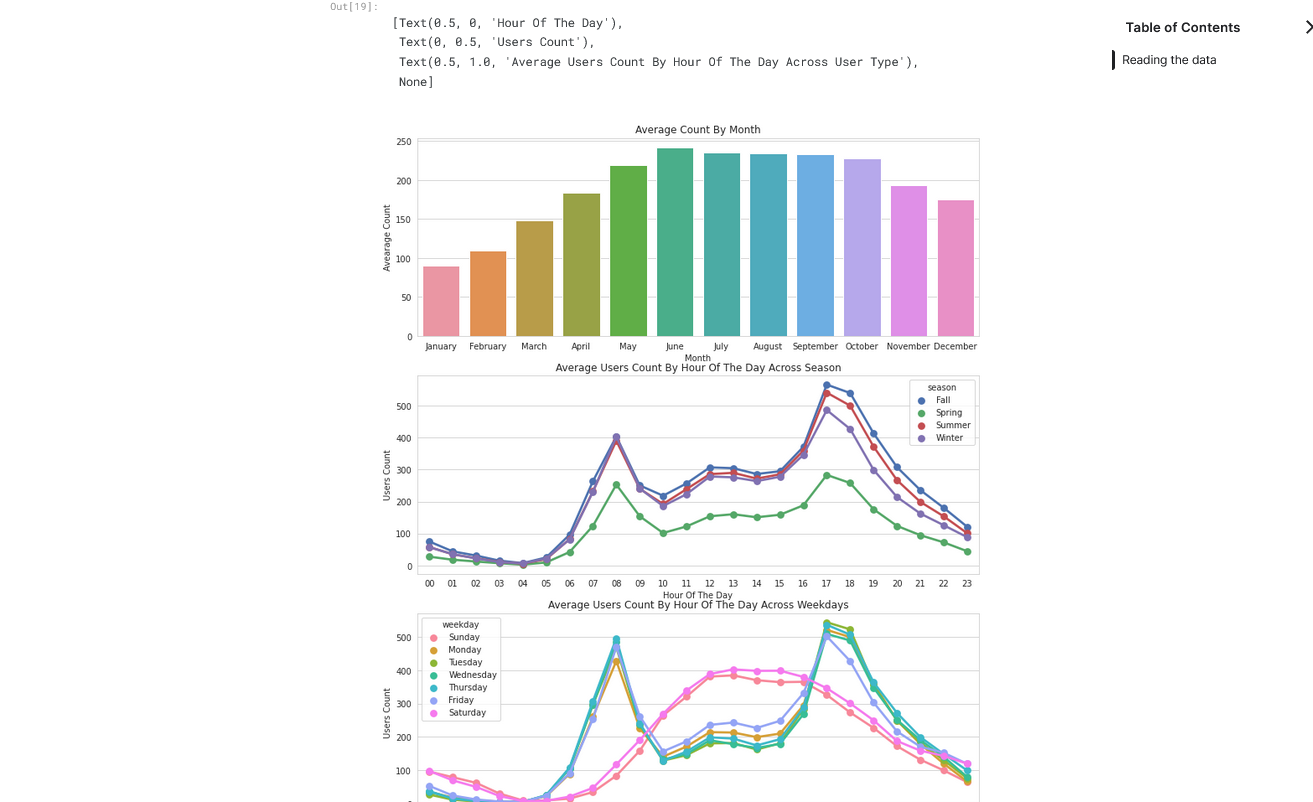 Out[19]:
[Text(0.5, 0, 'Hour Of The Day'),
Text(0, 0.5, 'Users Count'),
Text(0.5, 1.0, 'Average Users Count By Hour Of The Day Across User Type'),
None]
Table of Contents
Reading the data
Average Count By Month
250
200
150
100
50
0
Avearage Count
January February March April May June July August September October November December
Month
Average Users Count By Hour Of The Day Across Season
500
400
300
200
100
0
Users Count
season
Fall
Spring
Summer
Winter
00 01 02 03 04 05 06 07 08 09 10 11 12 13 14 15 16 17 18 19 20 21 22 23
Hour Of The Day
Average Users Count By Hour Of The Day Across Weekdays
500
400
300
200
100
Users Count
weekday
Sunday
Monday
Tuesday
Wednesday
Thursday
Friday
Saturday